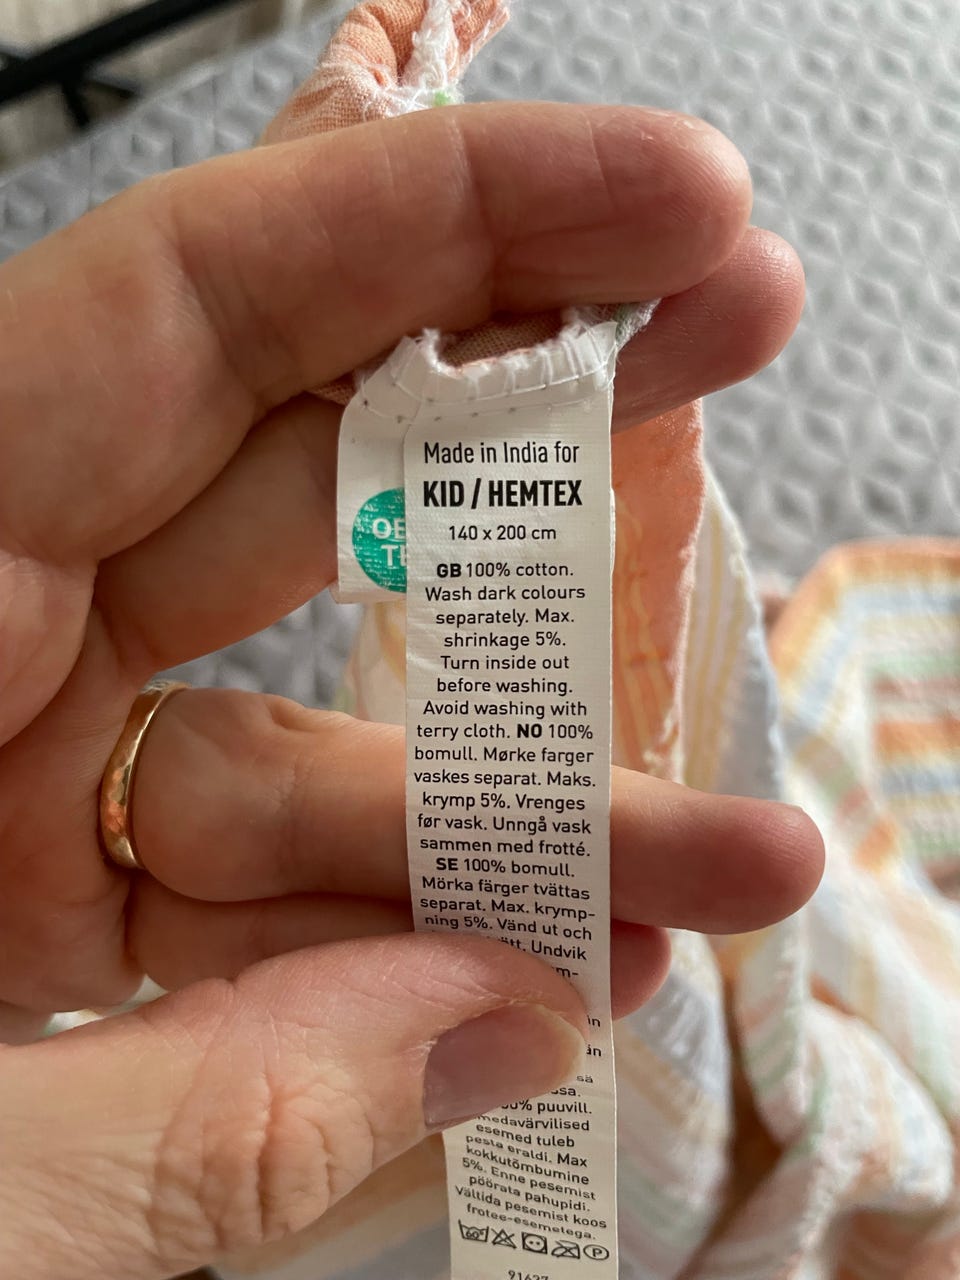 Made in India for
KID / HEMTEX
140 x 200 cm
GB 100% cotton.
Wash dark colours
separately. Max.
shrinkage 5%.
Turn inside out
before washing.
Avoid washing with
terry cloth. NO 100%
bomull. Mørke farger
vaskes separat. Maks.
krymp 5%. Vrenges
før vask. Unngå vask
sammen med frotté.
SE 100% bomull.
Mörka färger tvättas
separat. Max. krymp-
ning 5%. Vänd ut och
Undvik
puuvill.
esemed tuleb
pesta eraldi. Max
kokkutõmbumine
5%. Enne pesemist
pöörata pahupidi.
Vältida pesemist koos
frotee-esemetega.
60° P